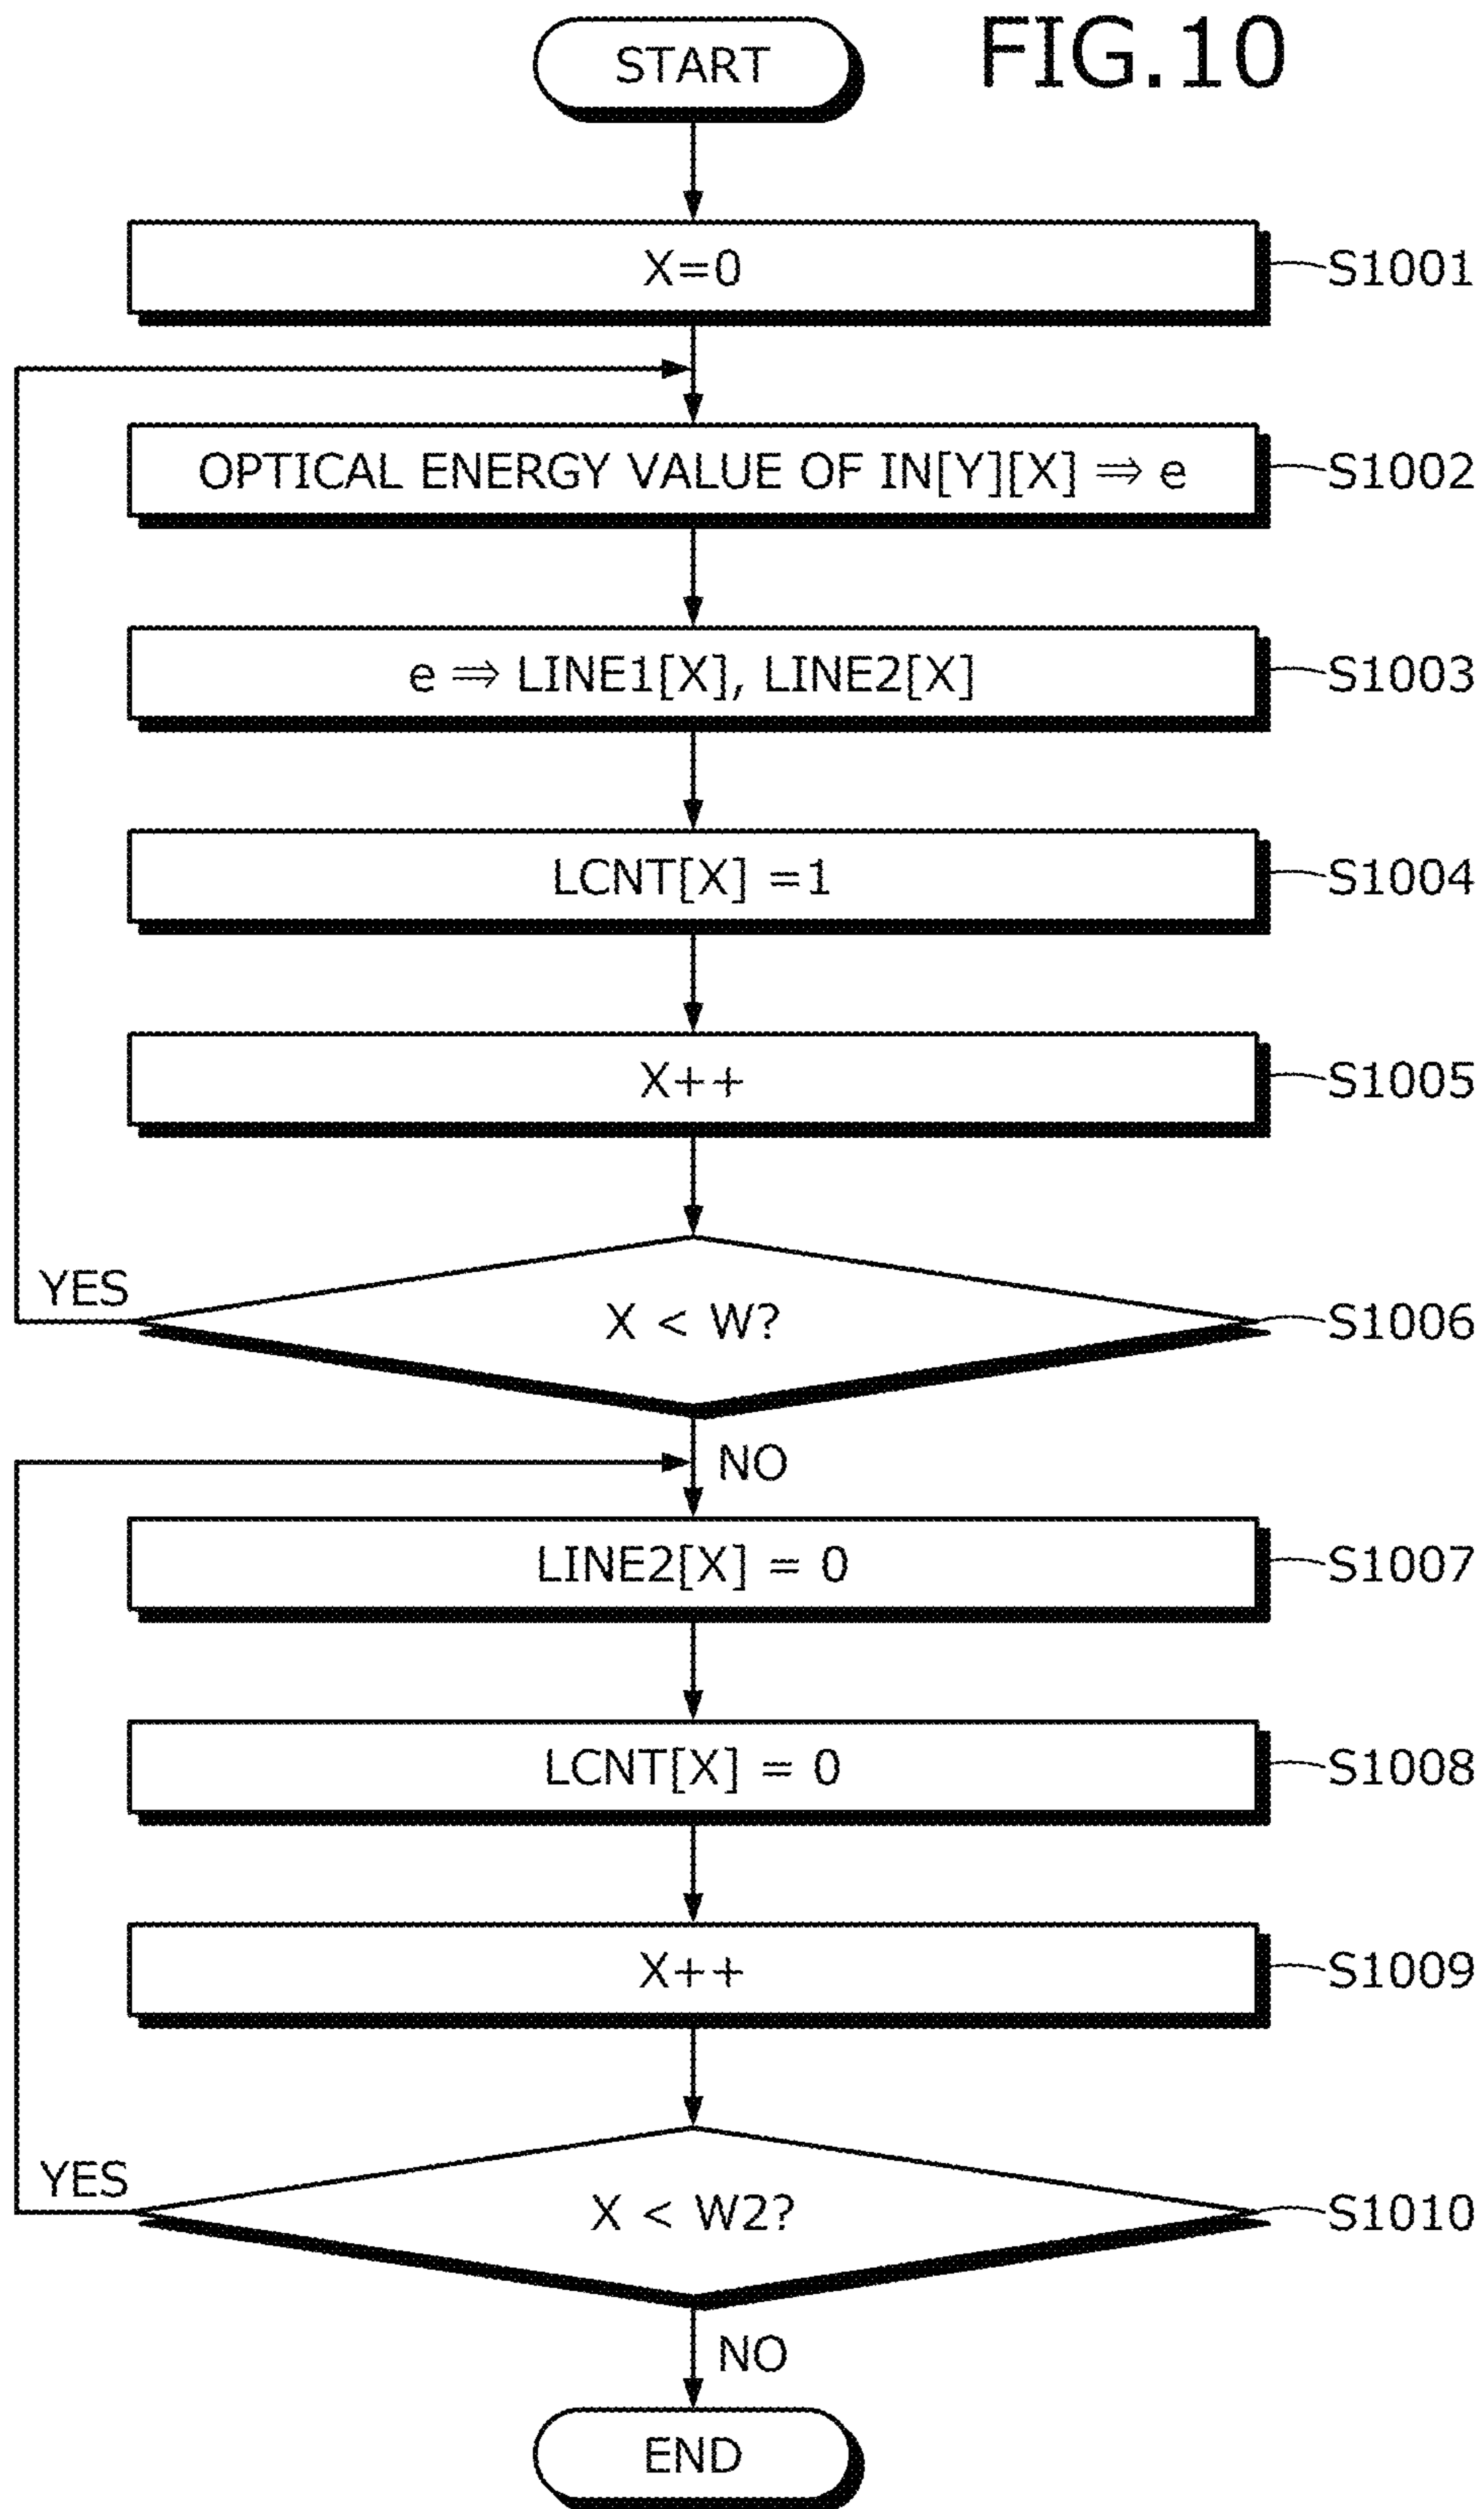 FIG.10
START
X=0
S1001
OPTICAL ENERGY VALUE OF IN[Y][X] ⇒ e
S1002
e ⇒ LINE1[X], LINE2[X]
S1003
LCNT[X] =1
S1004
X++
S1005
YES
X < W?
S1006
NO
LINE2[X] = 0
S1007
LCNT[X] = 0
S1008
X++
S1009
YES
X < W2?
S1010
NO
END